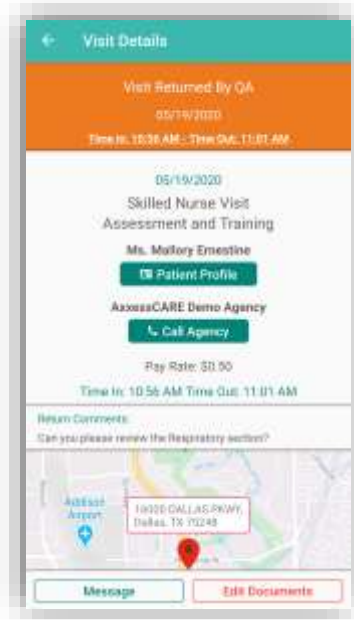 Visit Details
Visit Returned By QA
05/19/2020
Time In: 10:56 AM - Time Out: 11:01 AM
05/19/2020
Skilled Nurse Visit
Assessment and Training
Ms. Mallory Ernestine
Patient Profile
AxxessCARE Demo Agency
Call Agency
Pay Rate: $0.50
Time In: 10:56 AM Time Out: 11:01 AM
Return Comments:
Can you please review the Respiratory section?
Addison
Airport
DALLAS PKWY,
Dallas, TX
Message
Edit Documents